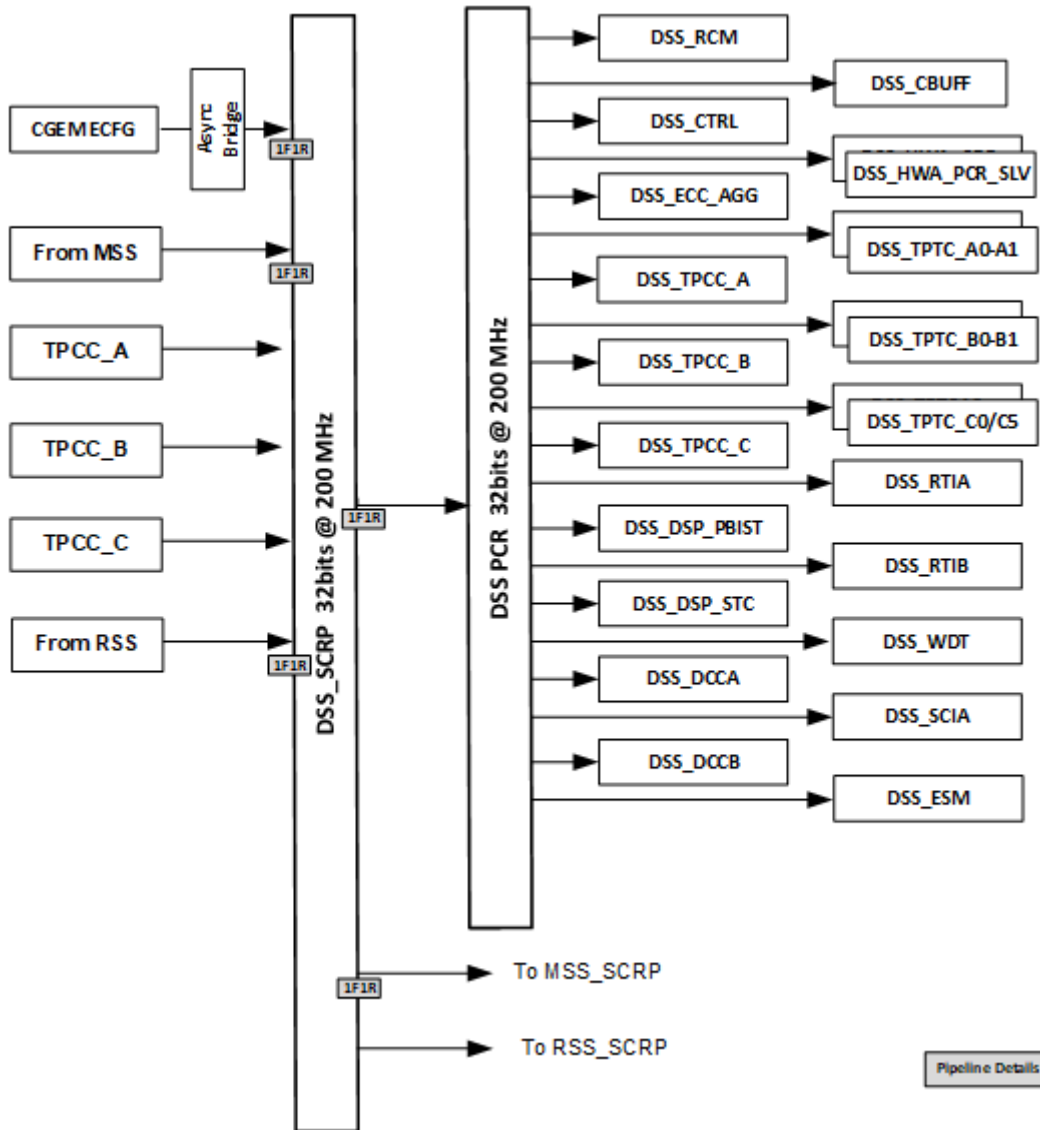 CGEMECFG
Async
Bridge
1F1R
From MSS
1F1R
TPCC_A
TPCC_B
TPCC_C
From RSS
1F1R
DSS_SCRP 32bits @ 200 MHz
1F1R
1F1R
To MSS_SCRP
To RSS_SCRP
DSS PCR 32bits @ 200 MHz
DSS_RCM
DSS_CBUFF
DSS_CTRL
DSS_HWA_PCR_SLV
DSS_ECC_AGG
DSS_TPTC_A0-A1
DSS_TPCC_A
DSS_TPTC_B0-B1
DSS_TPCC_B
DSS_TPTC_C0/C5
DSS_TPCC_C
DSS_RTIA
DSS_DSP_PBIST
DSS_RTIB
DSS_DSP_STC
DSS_WDT
DSS_DCCA
DSS_SCIA
DSS_DCCB
DSS_ESM
Pipeline Details